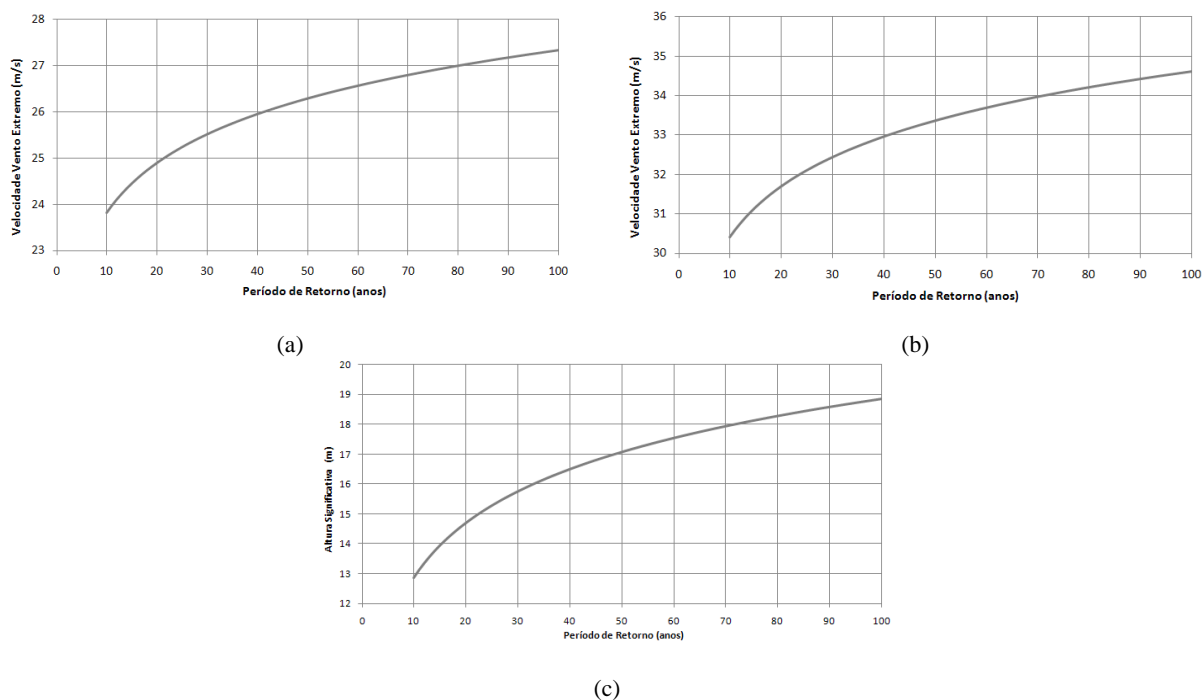 Velocidade Vento Extremo (m/s)
28
27
26
25
24
23
0 10 20 30 40 50 60 70 80 90 100
Período de Retorno (anos)
(a)
Velocidade Vento Extremo (m/s)
36
35
34
33
32
31
30
0 10 20 30 40 50 60 70 80 90 100
Período de Retorno (anos)
(b)
Altura Significativa (m)
20
19
18
17
16
15
14
13
12
0 10 20 30 40 50 60 70 80 90 100
Período de Retorno (anos)
(c)